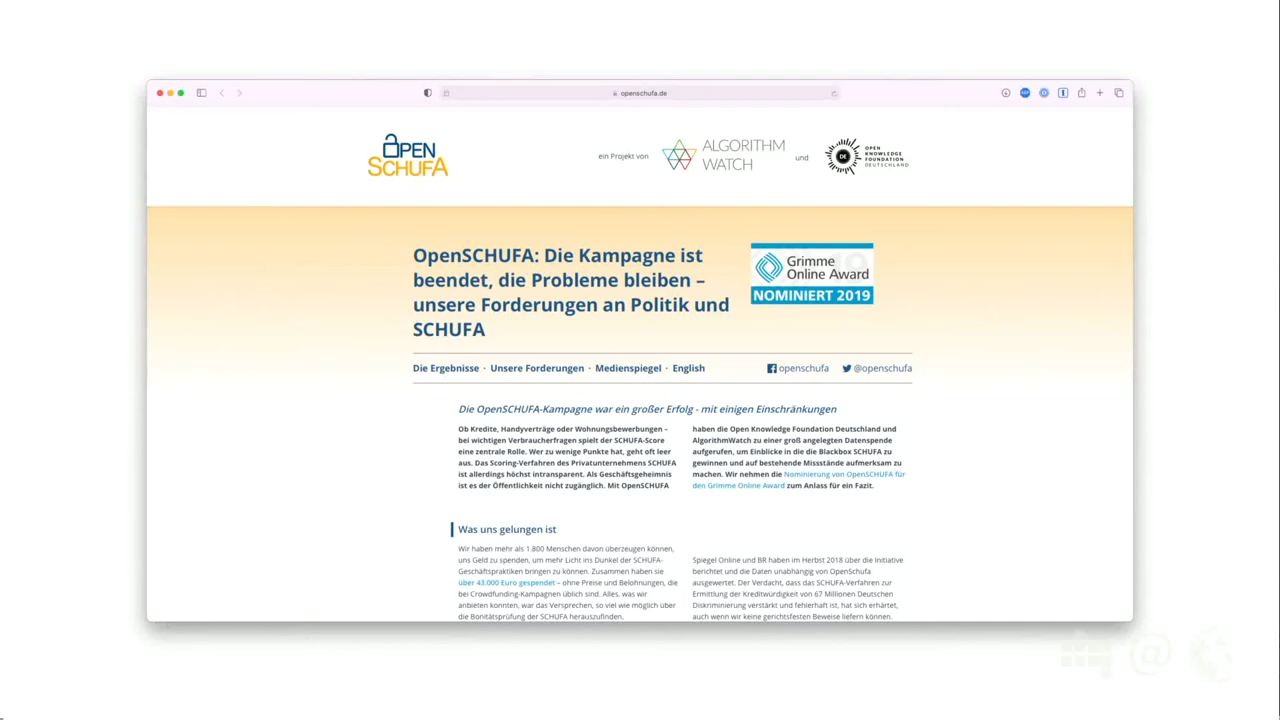 openschufa.de
OPEN
SCHUFA
ein Projekt von
ALGORITHM
WATCH
und
DE
OPEN
KNOWLEDGE
FOUNDATION
DEUTSCHLAND
OpenSCHUFA: Die Kampagne ist
beendet, die Probleme bleiben –
unsere Forderungen an Politik und
SCHUFA
Grimme
Online Award
NOMINIERT 2019
Die Ergebnisse · Unsere Forderungen · Medienspiegel · English
openschufa @openschufa
Die OpenSCHUFA-Kampagne war ein großer Erfolg - mit einigen Einschränkungen
Ob Kredite, Handyverträge oder Wohnungsbewerbungen –
bei wichtigen Verbraucherfragen spielt der SCHUFA-Score
eine zentrale Rolle. Wer zu wenige Punkte hat, geht oft leer
aus. Das Scoring-Verfahren des Privatunternehmens SCHUFA
ist allerdings höchst intransparent. Als Geschäftsgeheimnis
ist es der Öffentlichkeit nicht zugänglich. Mit OpenSCHUFA
haben die Open Knowledge Foundation Deutschland und
AlgorithmWatch zu einer groß angelegten Datenspende
aufgerufen, um Einblicke in die die Blackbox SCHUFA zu
gewinnen und auf bestehende Missstände aufmerksam zu
machen. Wir nehmen die Nominierung von OpenSCHUFA für
den Grimme Online Award zum Anlass für ein Fazit.
Was uns gelungen ist
Wir haben mehr als 1.800 Menschen davon überzeugen können,
uns Geld zu spenden, um mehr Licht ins Dunkel der SCHUFA-
Geschäftspraktiken bringen zu können. Zusammen haben sie
über 43.000 Euro gespendet – ohne Preise und Belohnungen, die
bei Crowdfunding-Kampagnen üblich sind. Alles, was wir
anbieten konnten, war das Versprechen, so viel wie möglich über
die Bonitätsprüfung der SCHUFA herauszufinden.
Spiegel Online und BR haben im Herbst 2018 über die Initiative
berichtet und die Daten unabhängig von OpenSchufa
ausgewertet. Der Verdacht, dass das SCHUFA-Verfahren zur
Ermittlung der Kreditwürdigkeit von 67 Millionen Deutschen
Diskriminierung verstärkt und fehlerhaft ist, hat sich erhärtet,
auch wenn wir keine gerichtsfesten Beweise liefern können.
@